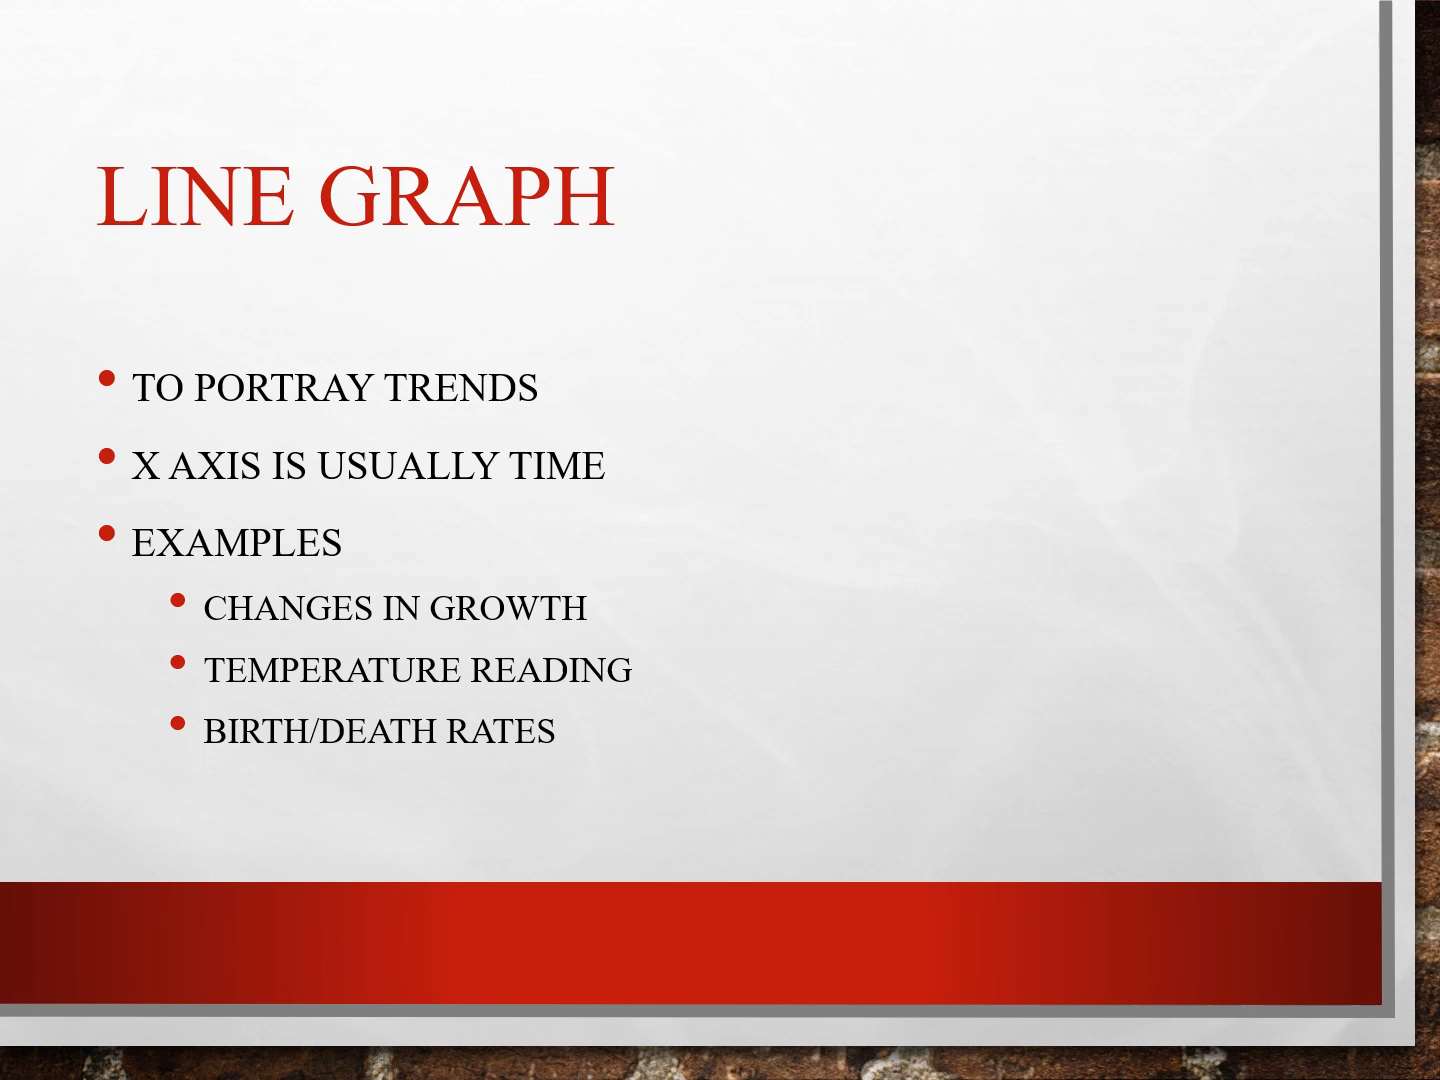 LINE GRAPH
• TO PORTRAY TRENDS
• X AXIS IS USUALLY TIME
• EXAMPLES
• CHANGES IN GROWTH
• TEMPERATURE READING
• BIRTH/DEATH RATES